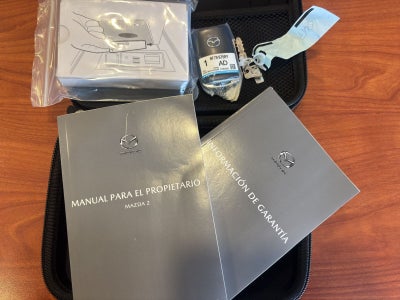 1 AD
MANUAL PARA EL PROPIETARIO
MAZDA 2
INFORMACIÓN DE GARANTÍA